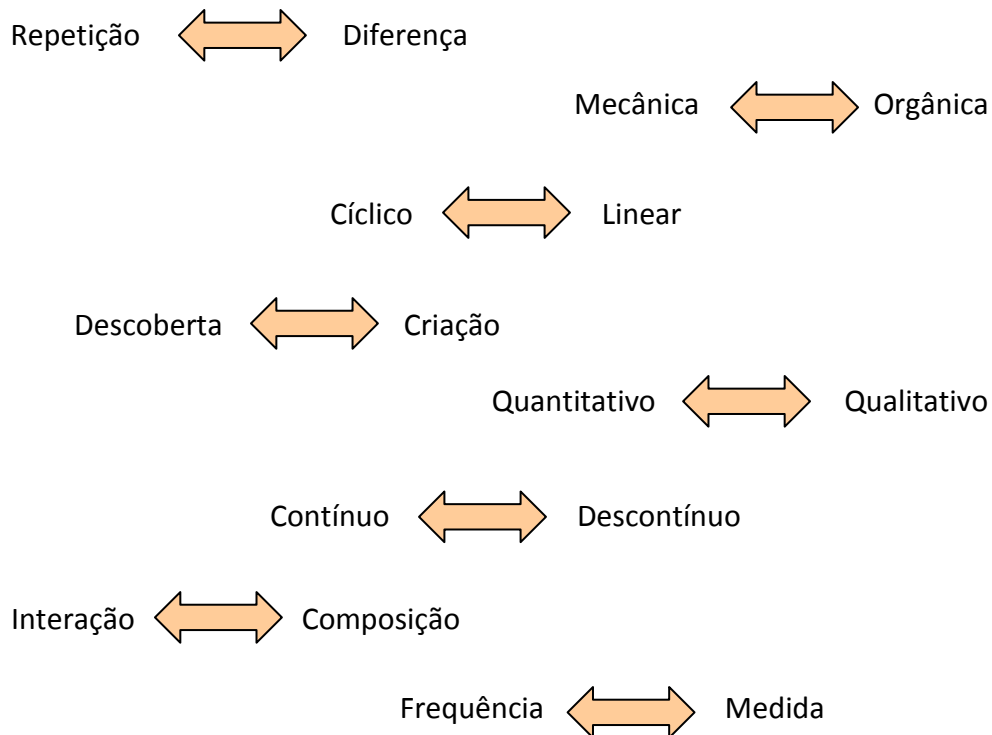 Repetição Diferença
Mecânica Orgânica
Cíclico Linear
Descoberta Criação
Quantitativo Qualitativo
Contínuo Descontínuo
Interação Composição
Frequência Medida